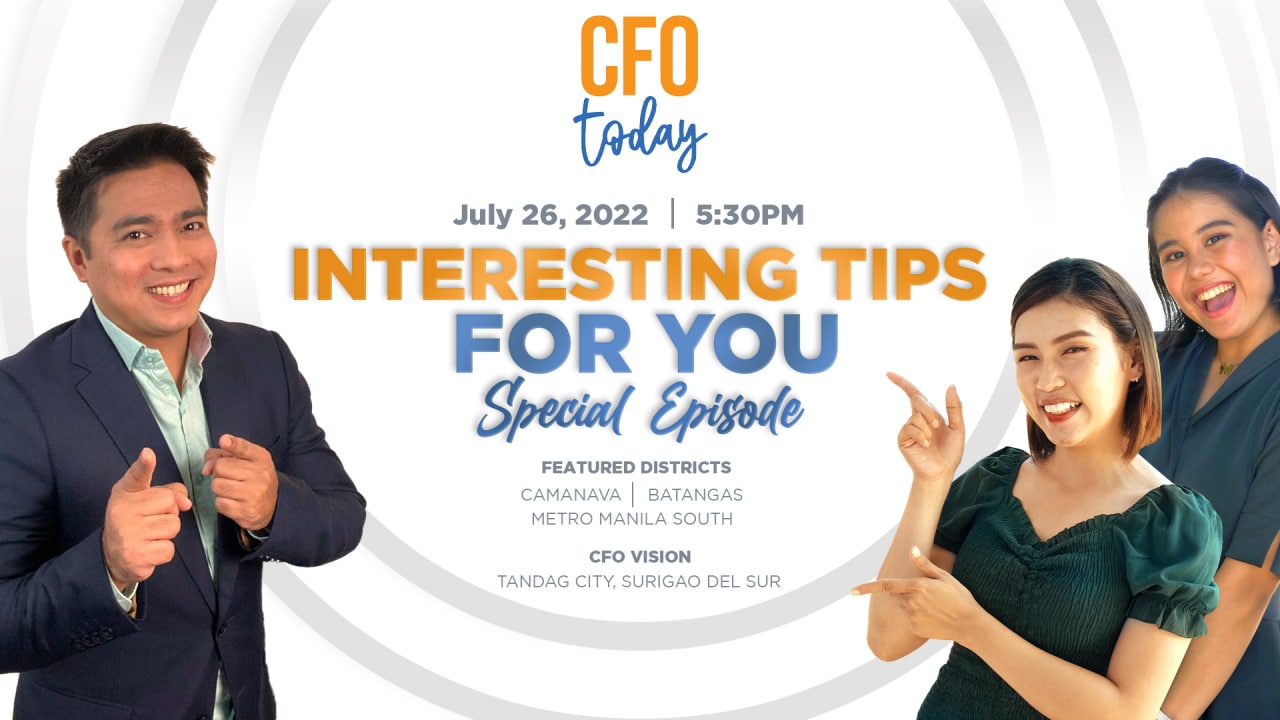 CFO
today
July 26, 2022 | 5:30PM
INTERESTING TIPS
FOR YOU
Special Episode
FEATURED DISTRICTS
CAMANAVA | BATANGAS
METRO MANILA SOUTH
CFO VISION
TANDAG CITY, SURIGAO DEL SUR